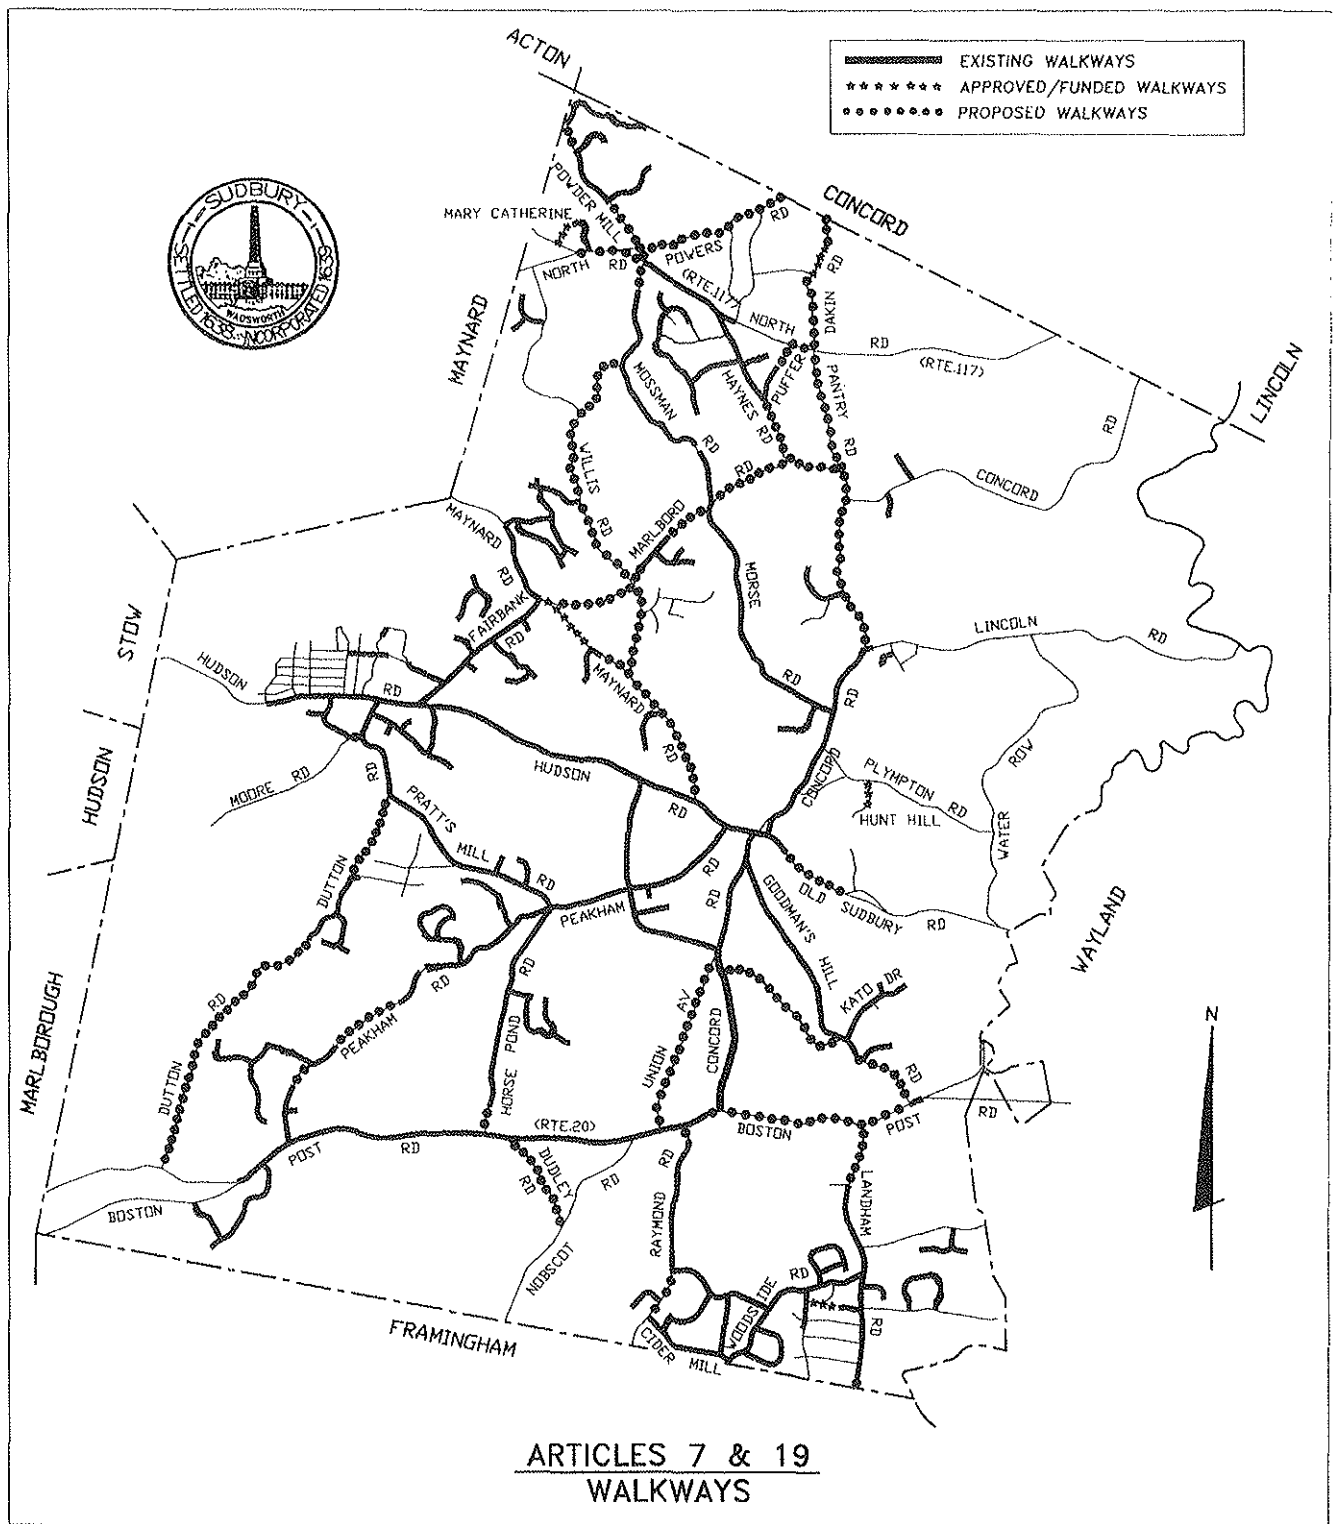 ACTON
EXISTING WALKWAYS
APPROVED/FUNDED WALKWAYS
PROPOSED WALKWAYS
SUDBURY
SETTLED 1638 INCORPORATED 1639
WADSWORTH
POWDER MILL
RD
MARY CATHERINE
CONCORD
POWERS
RD
NORTH
RD
(RTE.117)
MAYNARD
DAKIN
RD
NORTH
RD
(RTE.117)
LINCOLN
MOSSMAN
RD
HAYNES RD
PUFFER
PANTRY
RD
WILLIS
RD
CONCORD
RD
MARLBORO
RD
MAYNARD
RD
MORSE
RD
FAIRBANK
RD
LINCOLN
RD
STOW
HUDSON
RD
MAYNARD
RD
RD
HUDSON
MOORE RD
HUDSON
RD
CONCORD
PLYMPTON
RD
HUNT HILL
ROW
WATER
PRATT'S
MILL
RD
RD
DUTTON
PEAKHAM
RD
RD
GOODMAN'S
HILL
RD
OLD
SUDBURY
RD
WAYLAND
MARLBOROUGH
DUTTON
RD
PEAKHAM
RD
HORSE POND
RD
UNION
AV
CONCORD
KATO DR
N
BOSTON
POST
RD
(RTE.20)
BOSTON
POST
RD
DUDLEY
RD
RD
NOBSCOT
RAYMOND
RD
LANDHAM
RD
WOODSIDE
RD
CIDER
MILL
FRAMINGHAM
ARTICLES 7 & 19
WALKWAYS